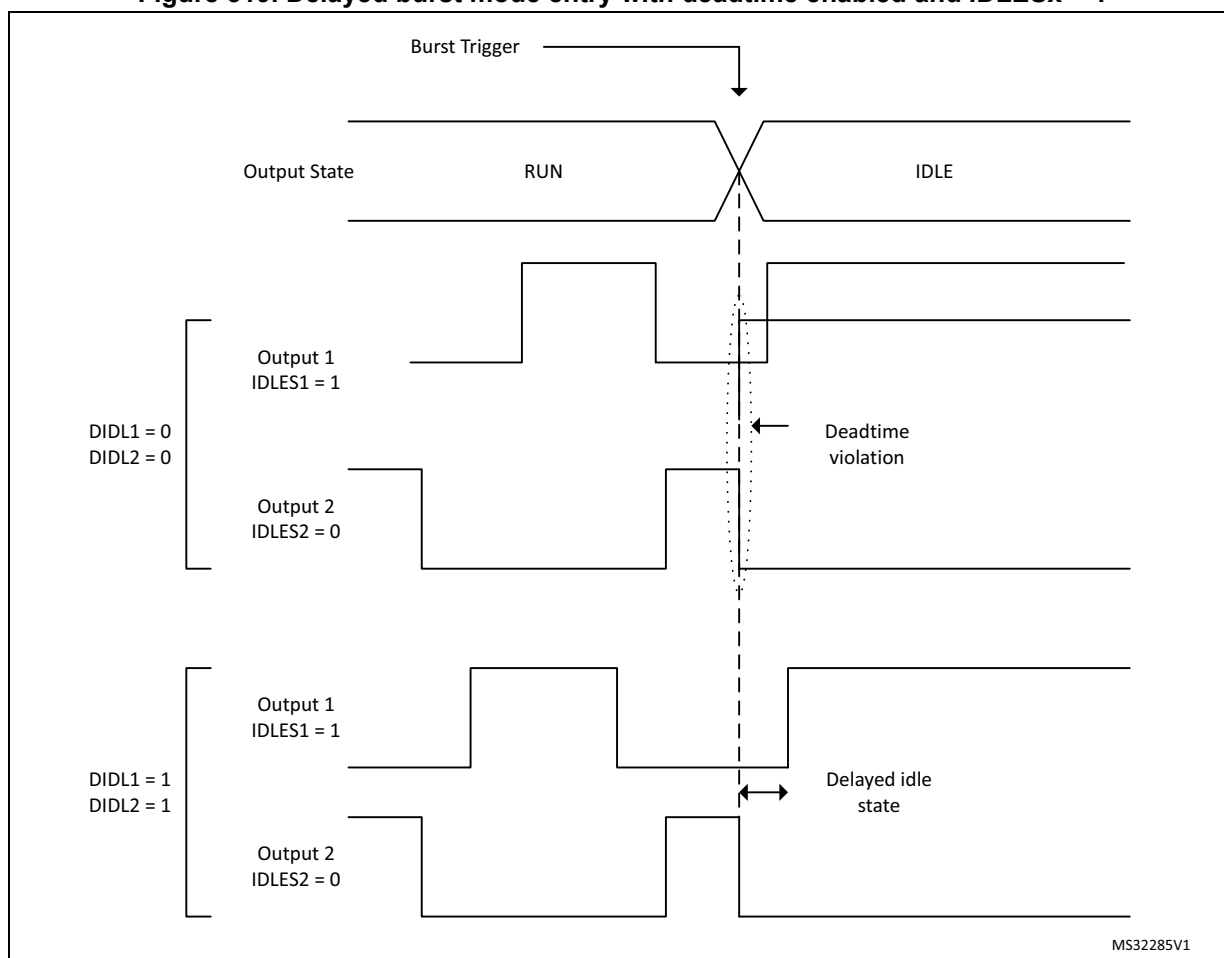 Burst Trigger
Output State
RUN
IDLE
Output 1
IDLES1 = 1
DIDL1 = 0
DIDL2 = 0
Deadtime
violation
Output 2
IDLES2 = 0
Output 1
IDLES1 = 1
DIDL1 = 1
DIDL2 = 1
Delayed idle
state
Output 2
IDLES2 = 0
MS32285V1